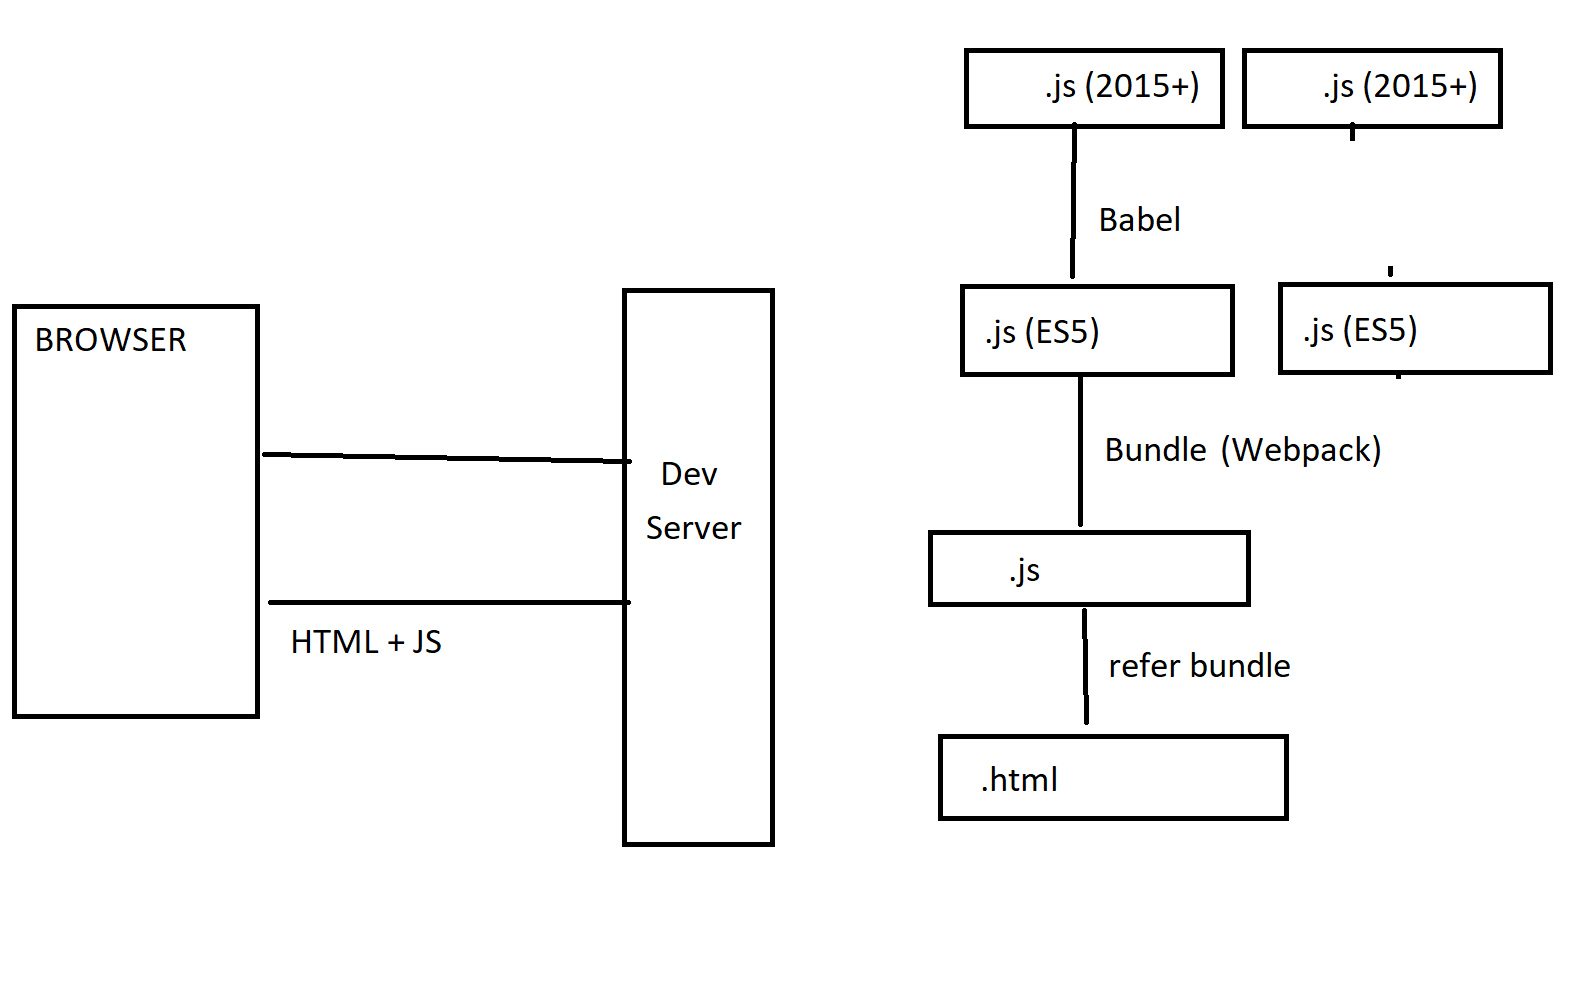 .js (2015+)
.js (2015+)
Babel
BROWSER
.js (ES5)
.js (ES5)
Bundle (Webpack)
Dev
Server
.js
HTML + JS
refer bundle
.html